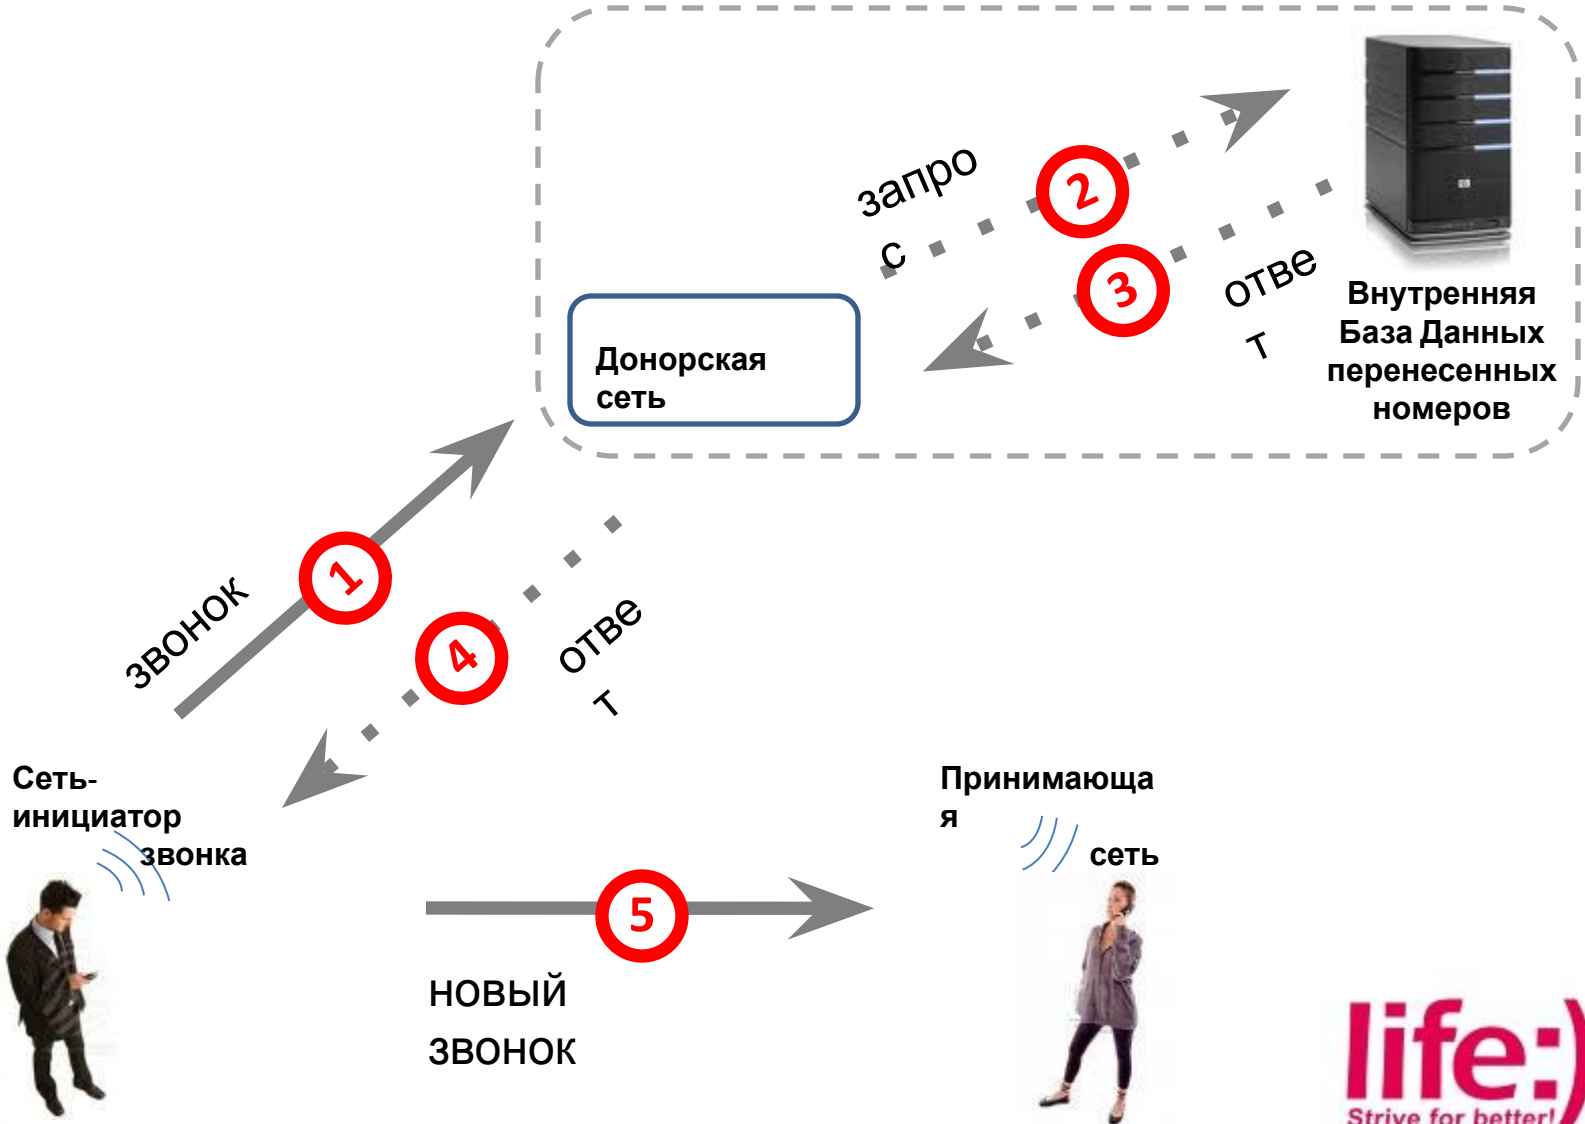 запро
с
2
3
отве
т
Внутренняя
База Данных
перенесенных
номеров
Донорская
сеть
1
звонок
4
отве
т
Сеть-
инициатор
звонка
Принимающа
я
сеть
5
новый
звонок
life:)
Strive for better!